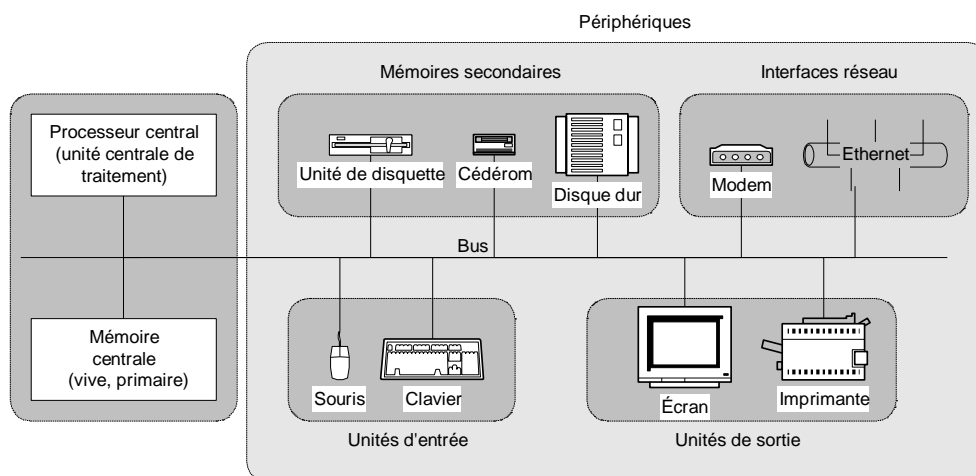 Périphériques
Mémoires secondaires
Interfaces réseau
Processeur central
(unité centrale de
traitement)
Unité de disquette
Cédérom
Disque dur
Modem
Ethernet
Bus
Mémoire
centrale
(vive, primaire)
Souris
Clavier
Écran
Imprimante
Unités d'entrée
Unités de sortie